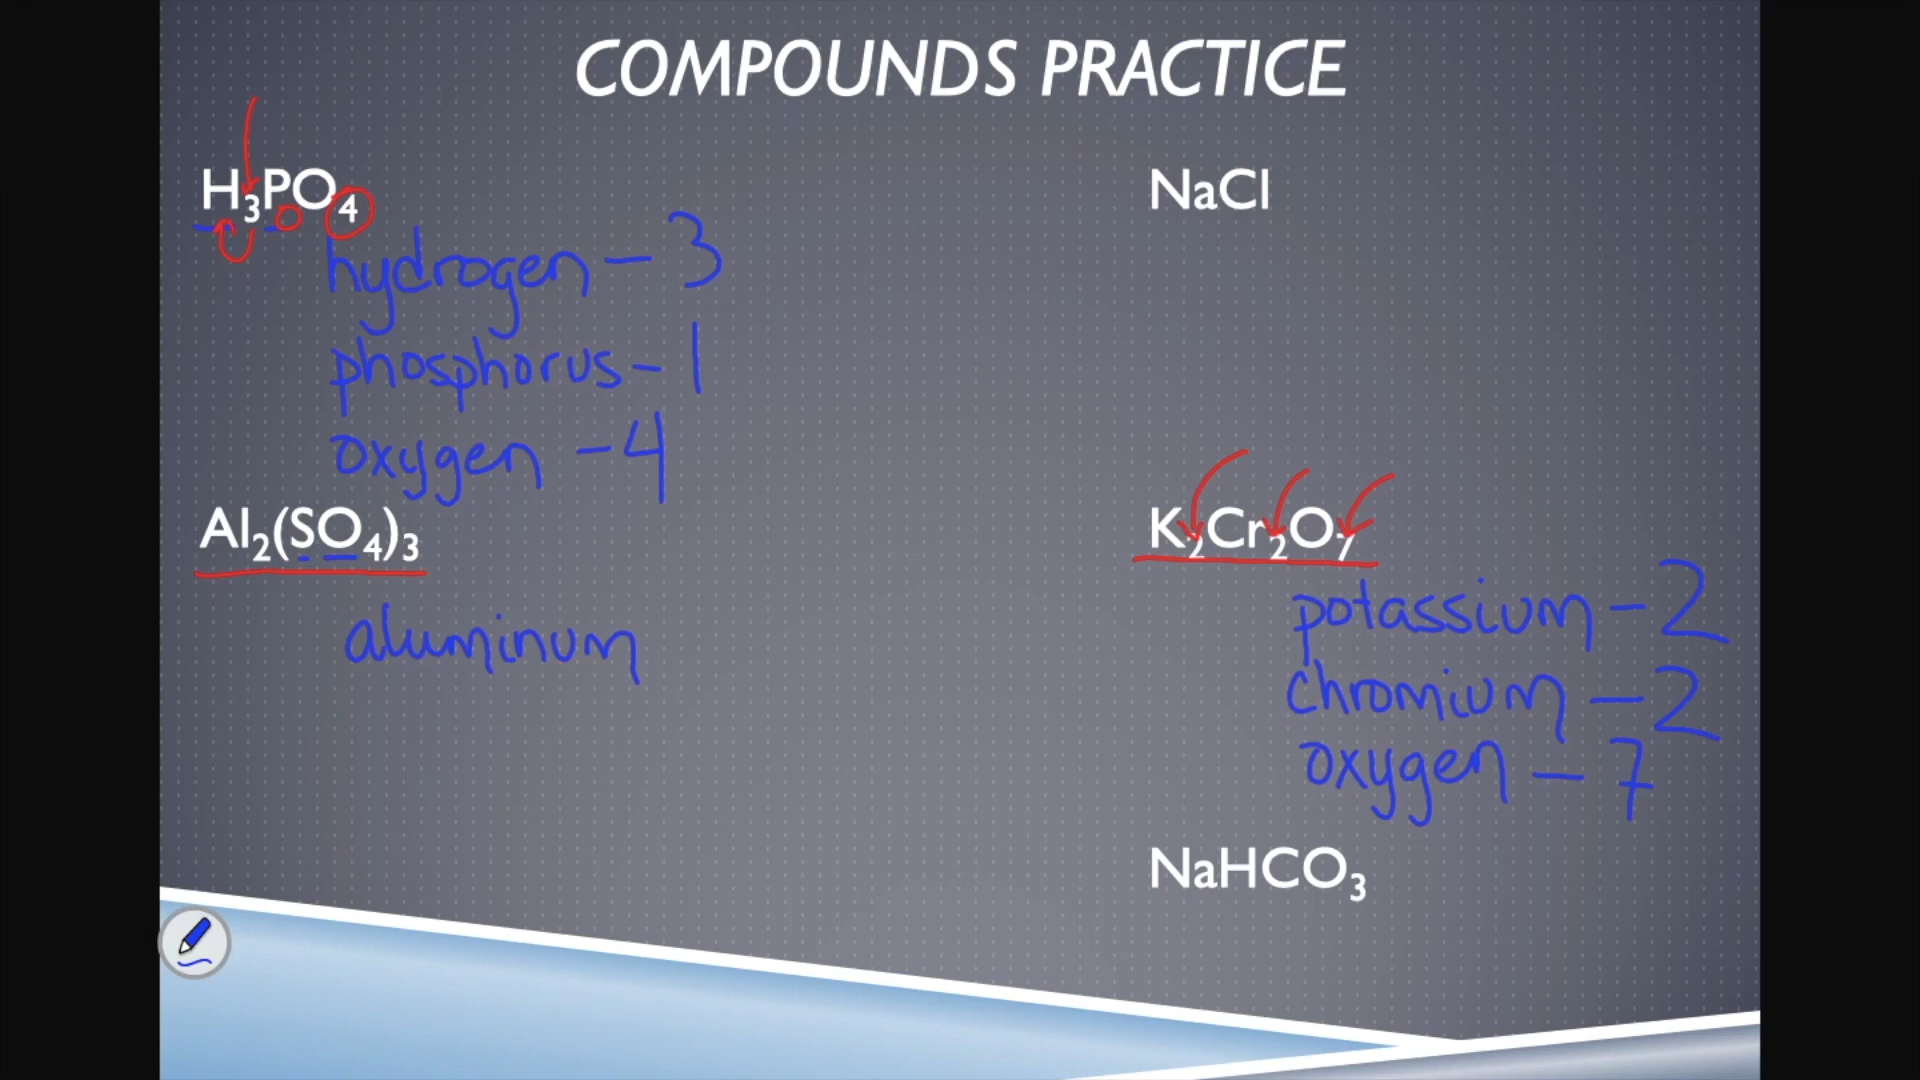 COMPOUNDS PRACTICE
H₃PO₄
hydrogen – 3
phosphorus – 1
oxygen – 4
Al₂(SO₄)₃
aluminum
NaCl
K₂Cr₂O₇
potassium – 2
chromium – 2
oxygen – 7
NaHCO₃